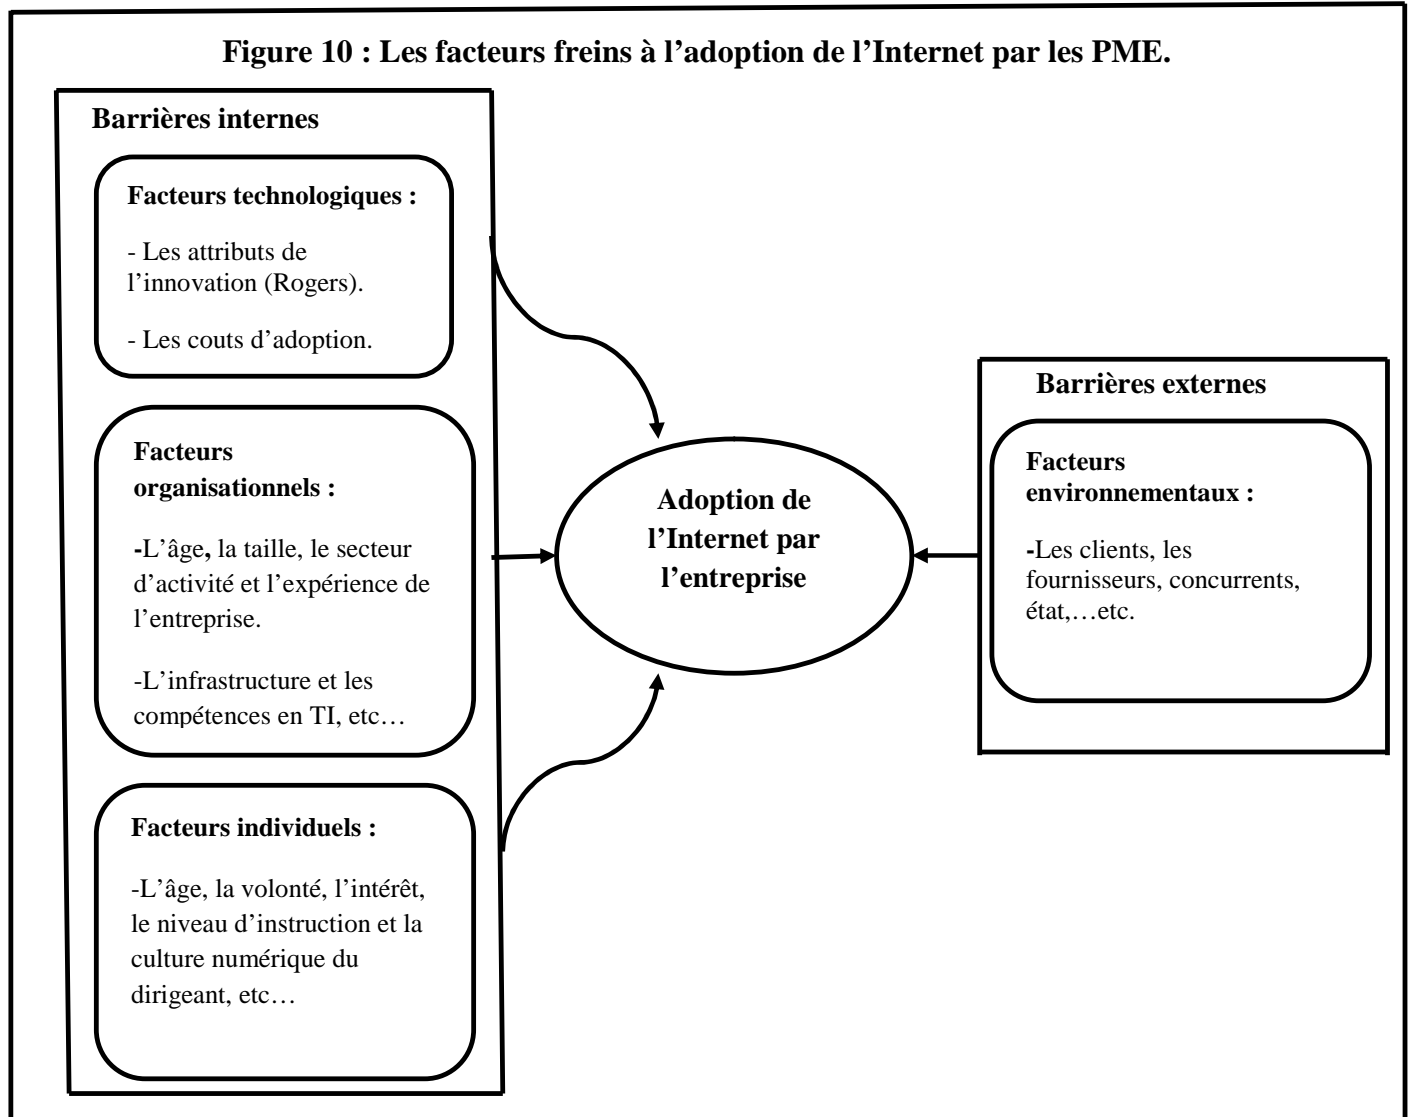 Figure 10 : Les facteurs freins à l’adoption de l’Internet par les PME.
Barrières internes
Facteurs technologiques :
- Les attributs de
l’innovation (Rogers).
- Les couts d’adoption.
Facteurs
organisationnels :
-L’âge, la taille, le secteur
d’activité et l’expérience de
l’entreprise.
-L’infrastructure et les
compétences en TI, etc…
Facteurs individuels :
-L’âge, la volonté, l’intérêt,
le niveau d’instruction et la
culture numérique du
dirigeant, etc…
Adoption de
l’Internet par
l’entreprise
Barrières externes
Facteurs
environnementaux :
-Les clients, les
fournisseurs, concurrents,
état,…etc.